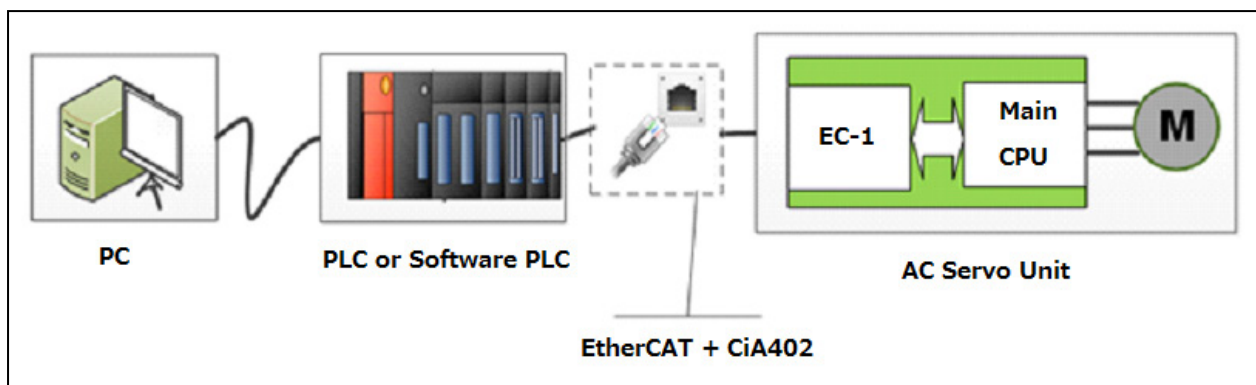 PC
PLC or Software PLC
EtherCAT + CiA402
EC-1
Main
CPU
M
AC Servo Unit